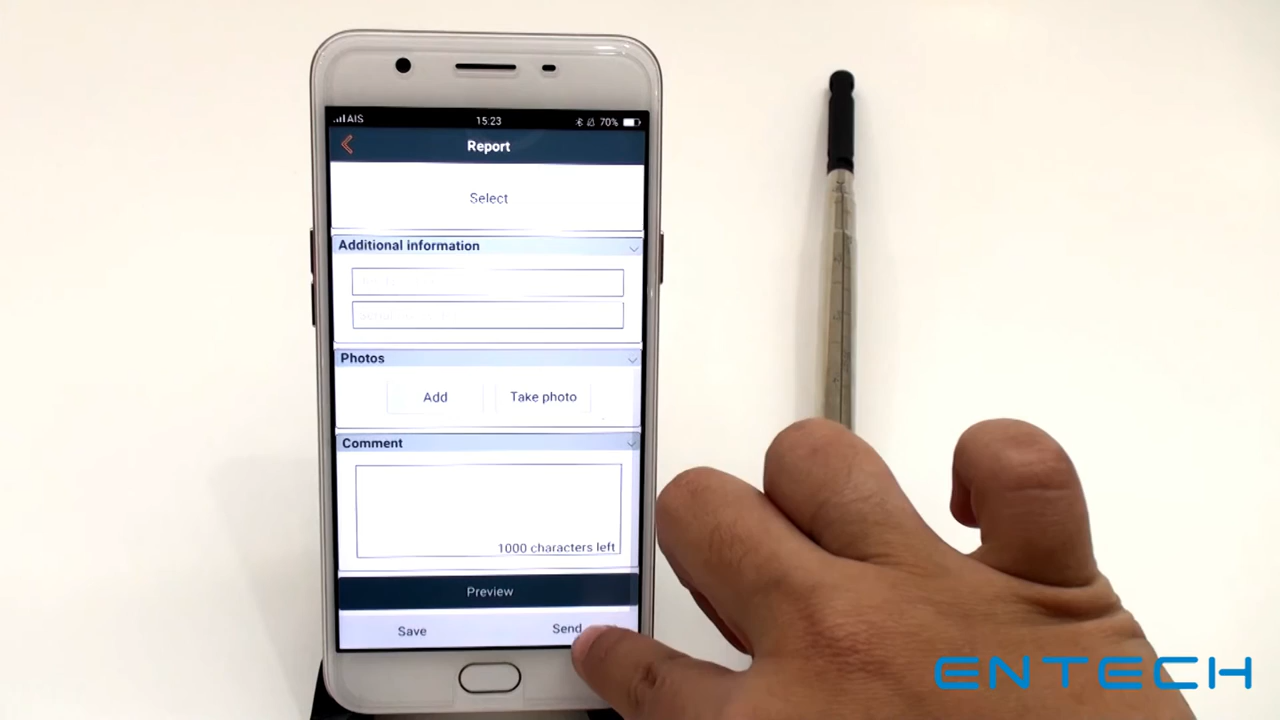 AIS
15:23
70%
Report
Select
Additional information
Photos
Add
Take photo
Comment
1000 characters left
Preview
Save
Send
ENTECH